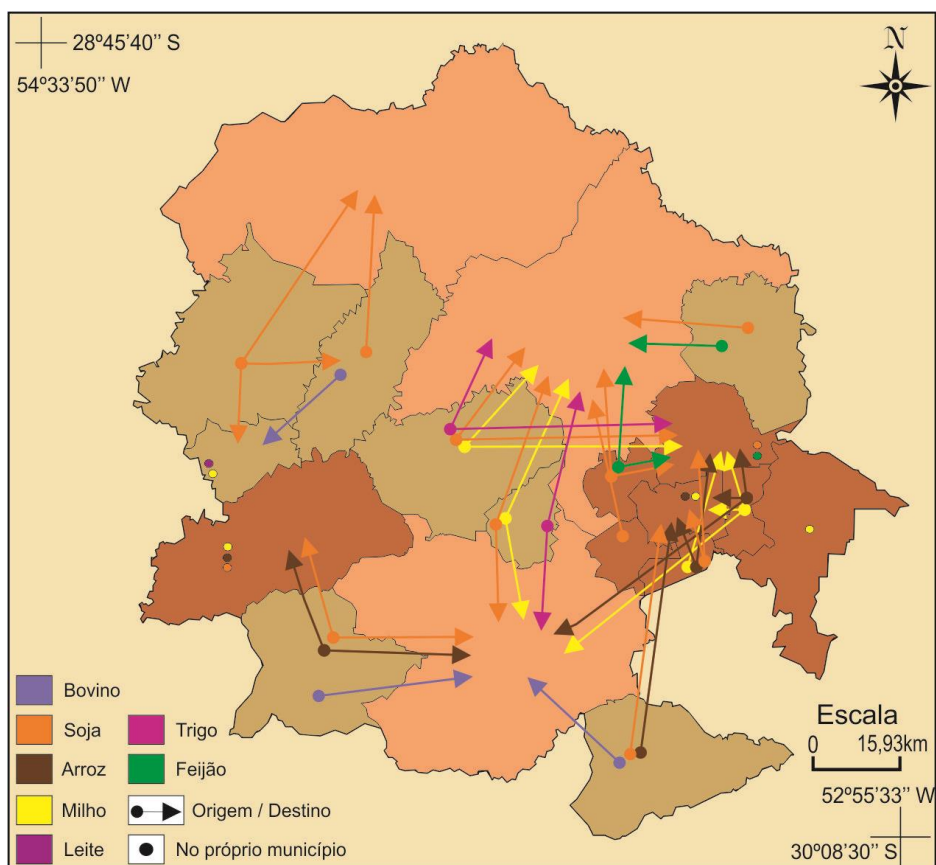 28º45'40" S
54º33'50" W
N
Bovino
Soja
Trigo
Arroz
Feijão
Milho
Origem / Destino
Leite
No próprio município
Escala
0 15,93km
52º55'33" W
30º08'30" S